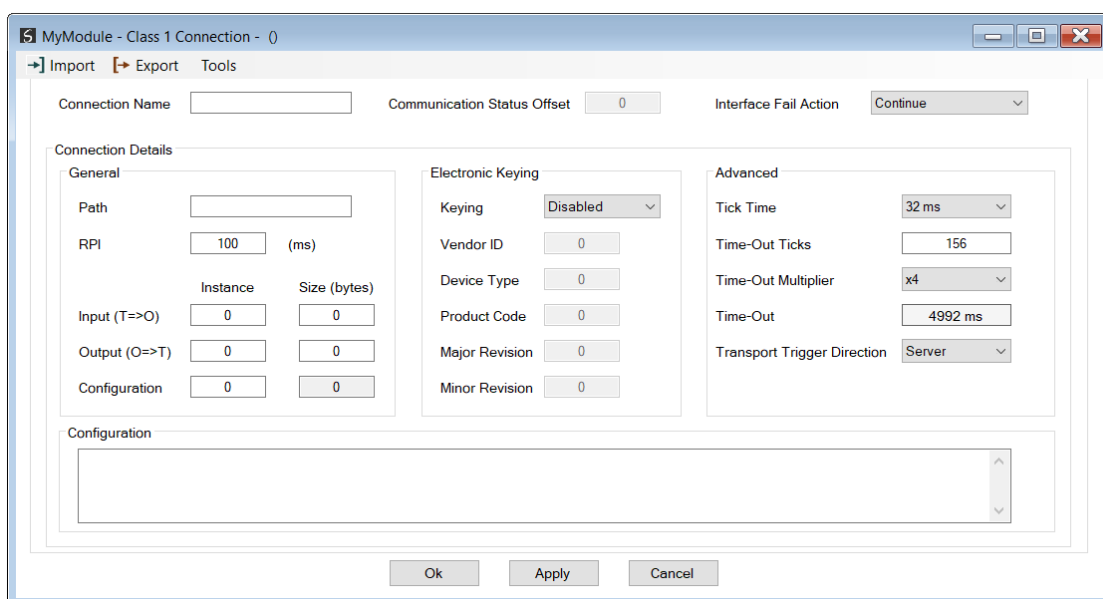 MyModule - Class 1 Connection - ()
Import Export Tools
Connection Name Communication Status Offset 0 Interface Fail Action Continue
Connection Details
General Electronic Keying Advanced
Path Keying Disabled Tick Time 32 ms
RPI 100 (ms) Vendor ID 0 Time-Out Ticks 156
Instance Size (bytes) Device Type 0 Time-Out Multiplier x4
Input (T=>O) 0 0 Product Code 0 Time-Out 4992 ms
Output (O=>T) 0 0 Major Revision 0 Transport Trigger Direction Server
Configuration 0 0 Minor Revision 0
Configuration
Ok Apply Cancel